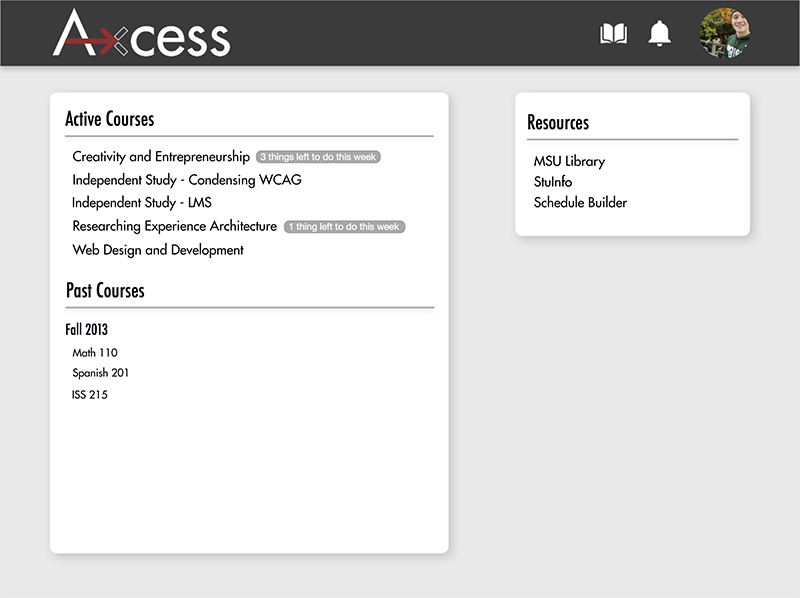 Axcess
Active Courses
Creativity and Entrepreneurship 3 things left to do this week
Independent Study - Condensing WCAG
Independent Study - LMS
Researching Experience Architecture 1 thing left to do this week
Web Design and Development
Past Courses
Fall 2013
Math 110
Spanish 201
ISS 215
Resources
MSU Library
StuInfo
Schedule Builder